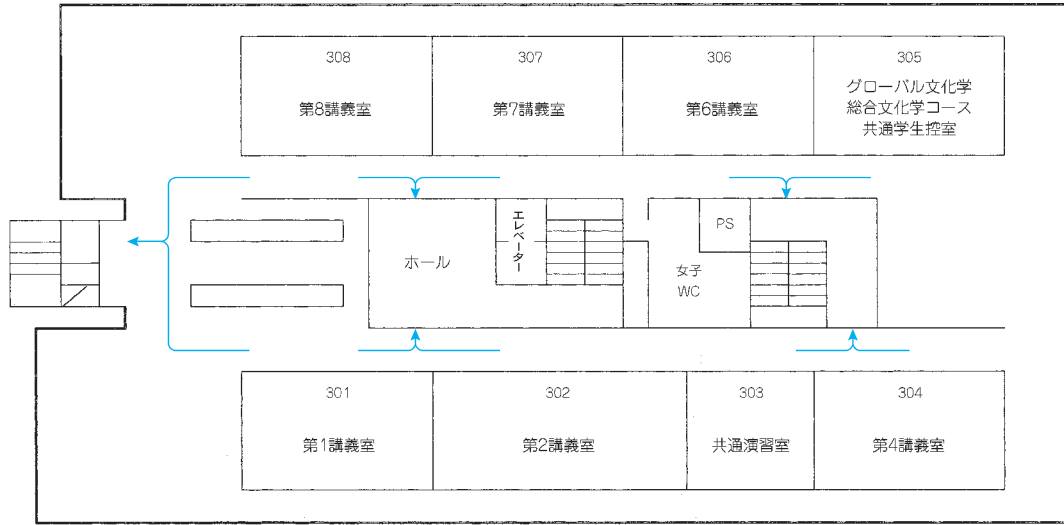 308
第8講義室
307
第7講義室
306
第6講義室
305
グローバル文化学
総合文化学コース
共通学生控室
ホール
エレベーター
PS
女子
WC
301
第1講義室
302
第2講義室
303
共通演習室
304
第4講義室